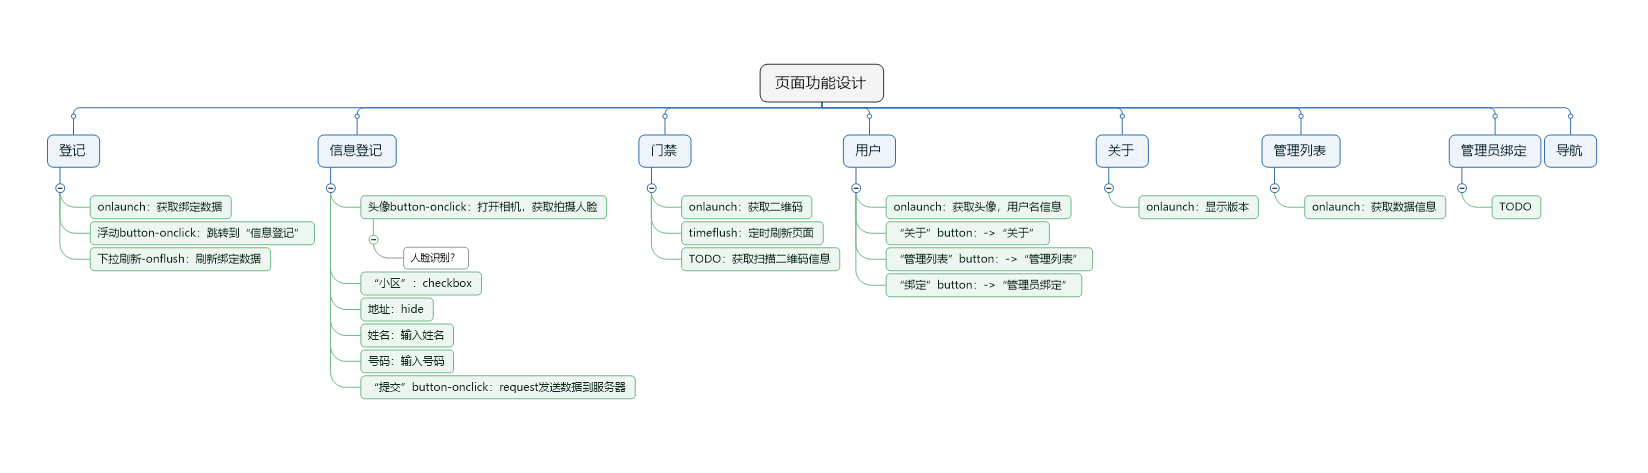 页面功能设计
登记
onlaunch：获取绑定数据
浮动button-onclick：跳转到“信息登记”
下拉刷新-onflush：刷新绑定数据
信息登记
头像button-onclick：打开相机，获取拍摄人脸
人脸识别？
“小区”：checkbox
地址：hide
姓名：输入姓名
号码：输入号码
“提交”button-onclick：request发送数据到服务器
门禁
onlaunch：获取二维码
timeflush：定时刷新页面
TODO：获取扫描二维码信息
用户
onlaunch：获取头像，用户名信息
“关于”button：->“关于”
“管理列表”button：->“管理列表”
“绑定”button：->“管理员绑定”
关于
onlaunch：显示版本
管理列表
onlaunch：获取数据信息
管理员绑定
TODO
导航